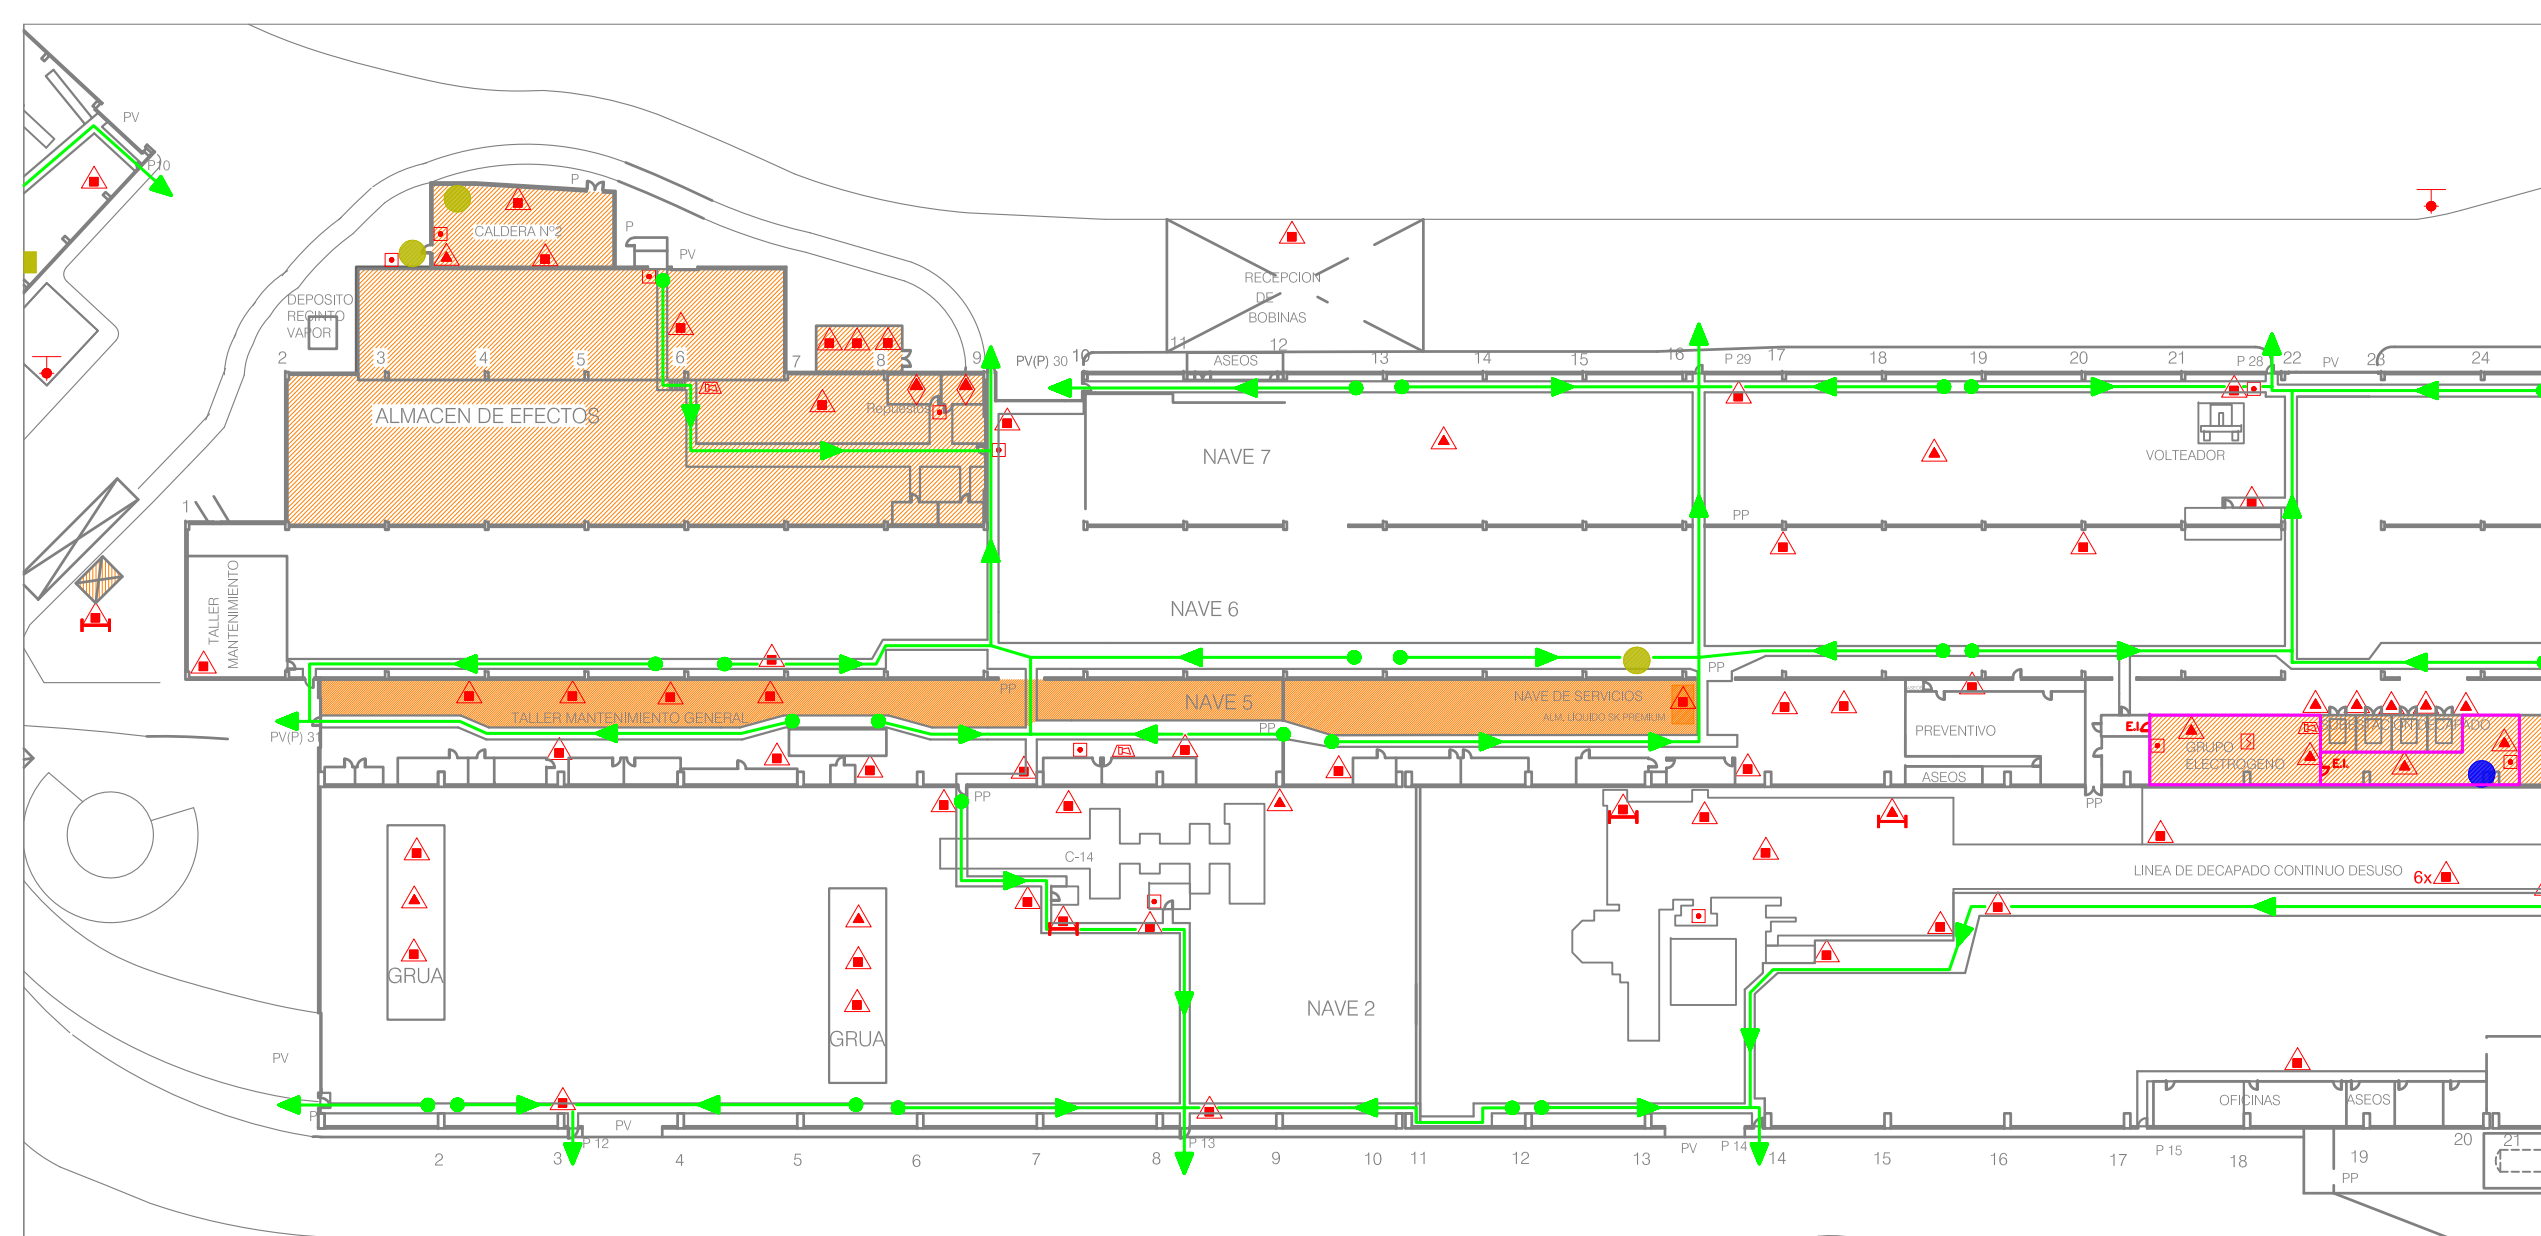 PV
P10
P
CALDERA Nº2
P
PV
RECEPCION
DE
BOBINAS
DEPOSITO
RECINTO
VAPOR
2
3
4
5
6
7
8
9
PV(P) 30
10
11
ASEOS
12
13
14
15
16
P 29
17
18
19
20
21
P 28
22
PV
23
24
ALMACEN DE EFECTOS
Repuestos
NAVE 7
VOLTEADOR
1
PP
TALLER
MANTENIMIENTO
NAVE 6
PP
PP
NAVE 5
NAVE DE SERVICIOS
ALM. LIQUIDO SK PREMIUM
TALLER MANTENIMIENTO GENERAL
PP
PV(P) 31
PREVENTIVO
E.I.
GRUPO
ELECTROGENO
E.I.
ASEOS
PP
PP
C-14
LINEA DE DECAPADO CONTINUO DESUSO
6x
GRUA
GRUA
NAVE 2
PV
P
PV
P 12
P 13
PV
P 14
P 15
OFICINAS
ASEOS
2
3
4
5
6
7
8
9
10
11
12
13
14
15
16
17
18
19
20
21
PP